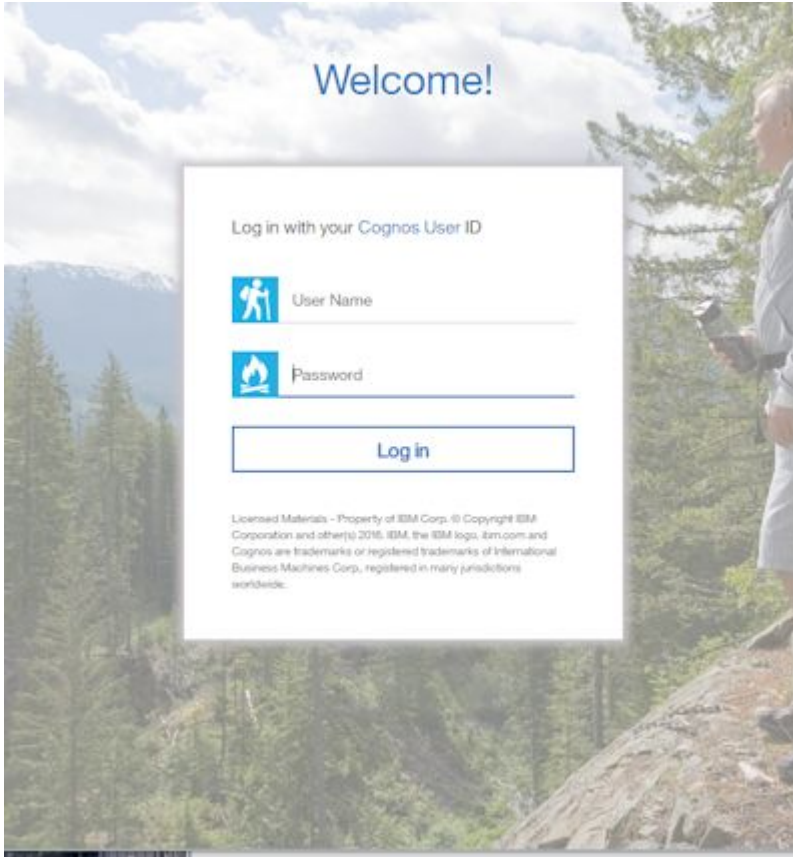 Welcome!
Log in with your Cognos User ID
User Name
Password
Log in
Licensed Materials - Property of IBM Corp. © Copyright IBM
Corporation and other(s) 2016. IBM, the IBM logo, ibm.com and
Cognos are trademarks or registered trademarks of International
Business Machines Corp., registered in many jurisdictions
worldwide.